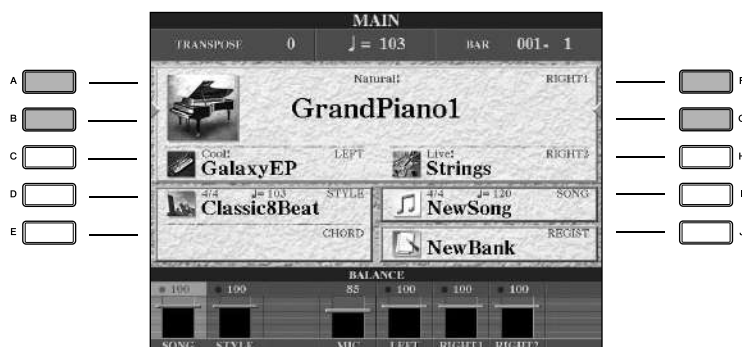 MAIN
TRANSPOSE 0 ♩= 103 BAR 001- 1
A
Natural! RIGHT1
F
GrandPiano1
B
G
C
Cool! LEFT Live! RIGHT3
GalaxyEP Strings
H
D
4/4 ♩= 103 STYLE 4/4 ♩= 120 SONG
Classic8Beat NewSong
I
E
CHORD REGIST
NewBank
J
BALANCE
100 100 85 100 100 100
SONG STYLE MIC LEFT RIGHT1 RIGHT2